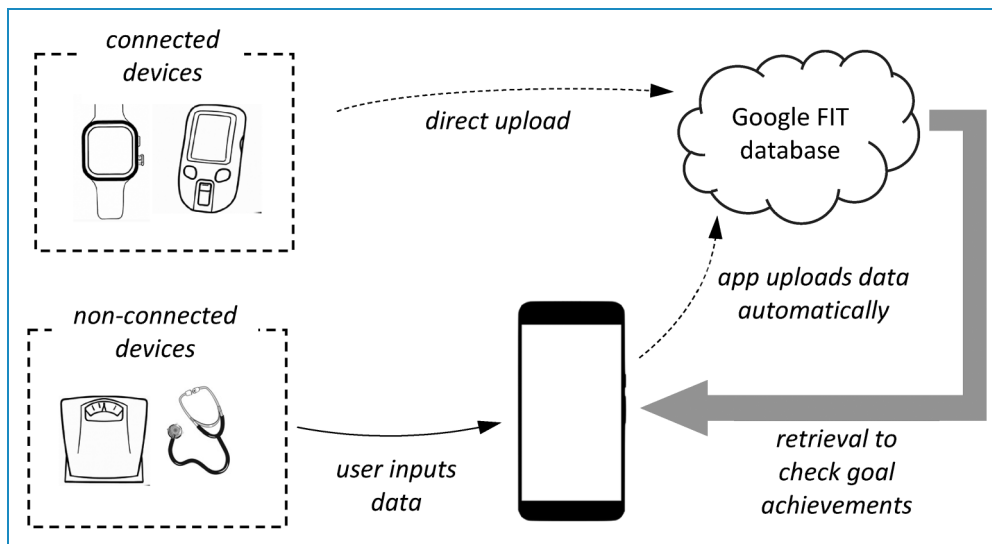 connected
devices
direct upload
Google FIT
database
app uploads data
automatically
non-connected
devices
user inputs
data
retrieval to
check goal
achievements